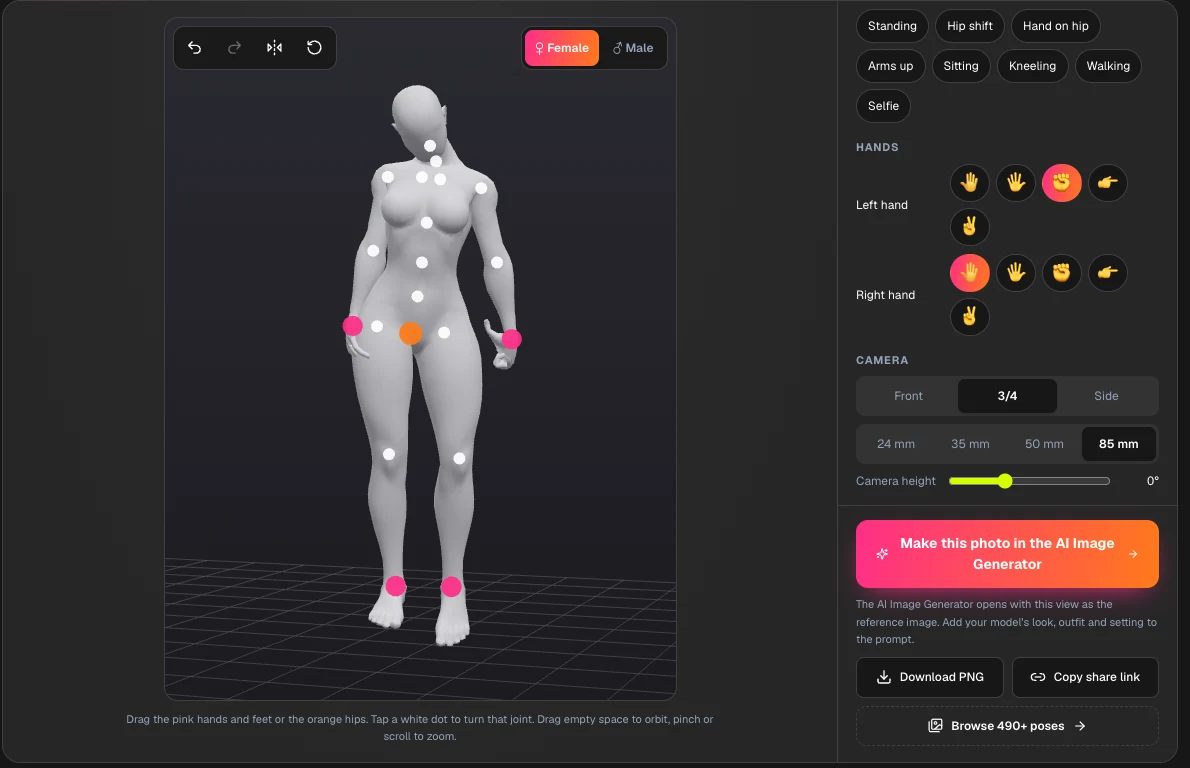 ♀ Female
♂ Male
Drag the pink hands and feet or the orange hips. Tap a white dot to turn that joint. Drag empty space to orbit, pinch or
scroll to zoom.
Standing
Hip shift
Hand on hip
Arms up
Sitting
Kneeling
Walking
Selfie
HANDS
Left hand
Right hand
CAMERA
Front
3/4
Side
24 mm
35 mm
50 mm
85 mm
Camera height
0°
Make this photo in the AI Image
Generator
The AI Image Generator opens with this view as the
reference image. Add your model's look, outfit and setting to
the prompt.
Download PNG
Copy share link
Browse 490+ poses